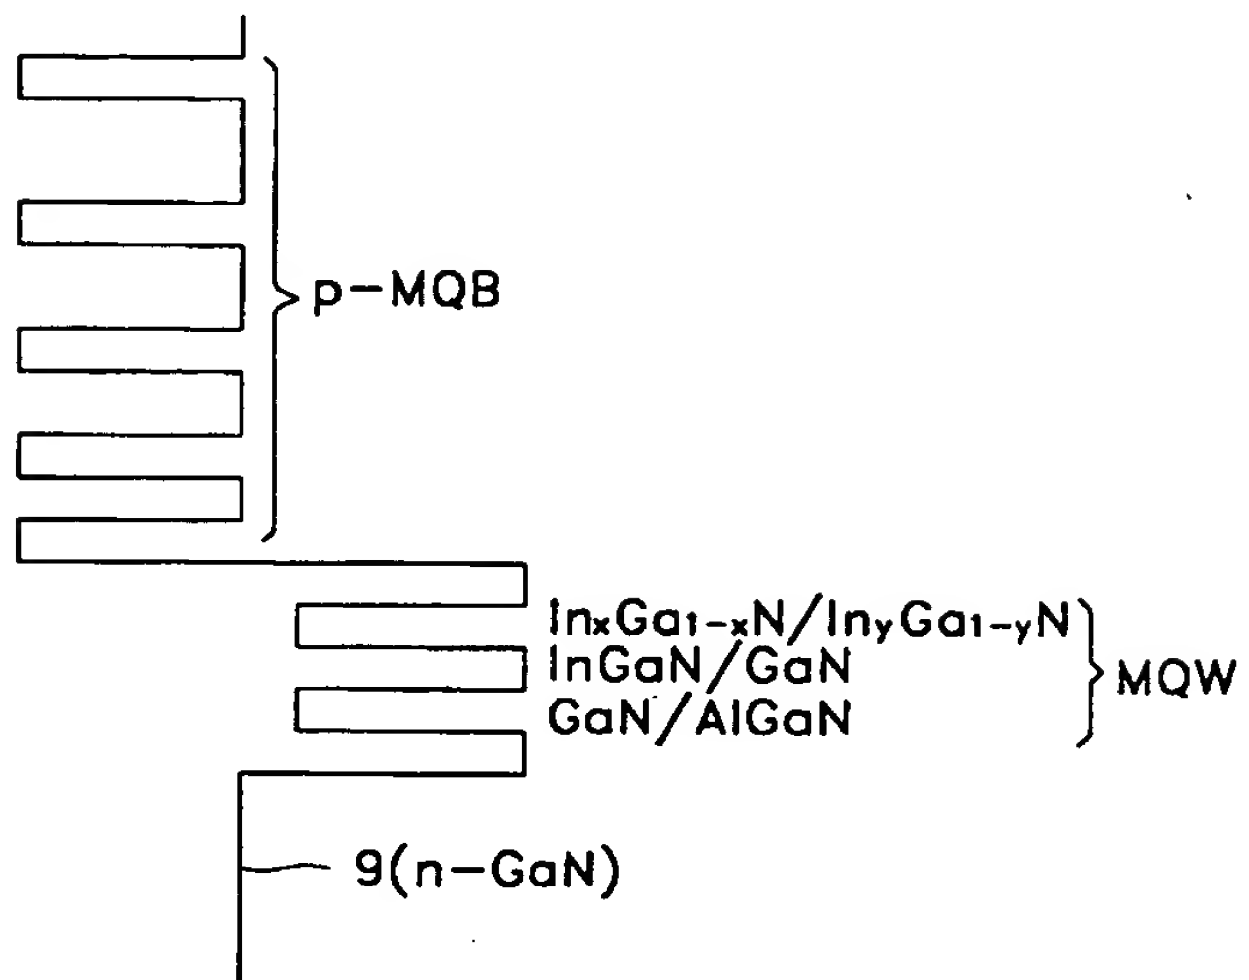 p-MQB
InxGa1-xN/InyGa1-yN
InGaN/GaN
GaN/AlGaN
MQW
9(n-GaN)